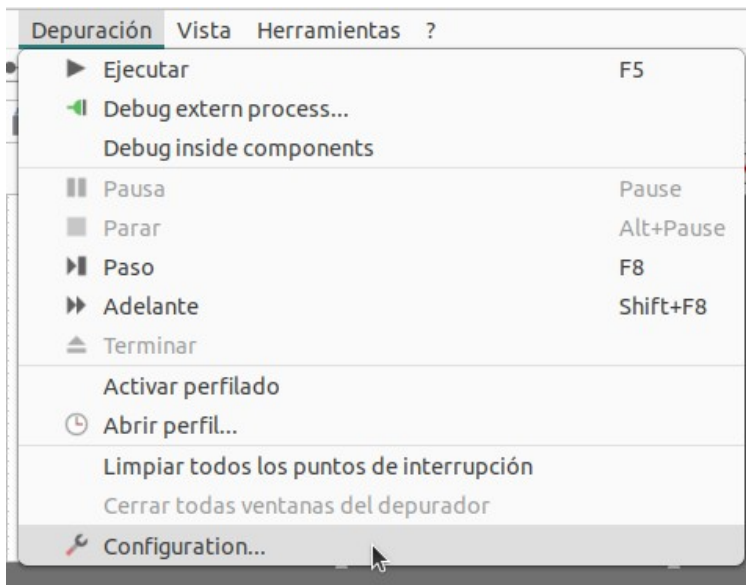 Depuración Vista Herramientas ?
Ejecutar F5
Debug extern process...
Debug inside components
Pausa Pause
Parar Alt+Pause
Paso F8
Adelante Shift+F8
Terminar
Activar perfilado
Abrir perfil...
Limpiar todos los puntos de interrupción
Cerrar todas ventanas del depurador
Configuration...